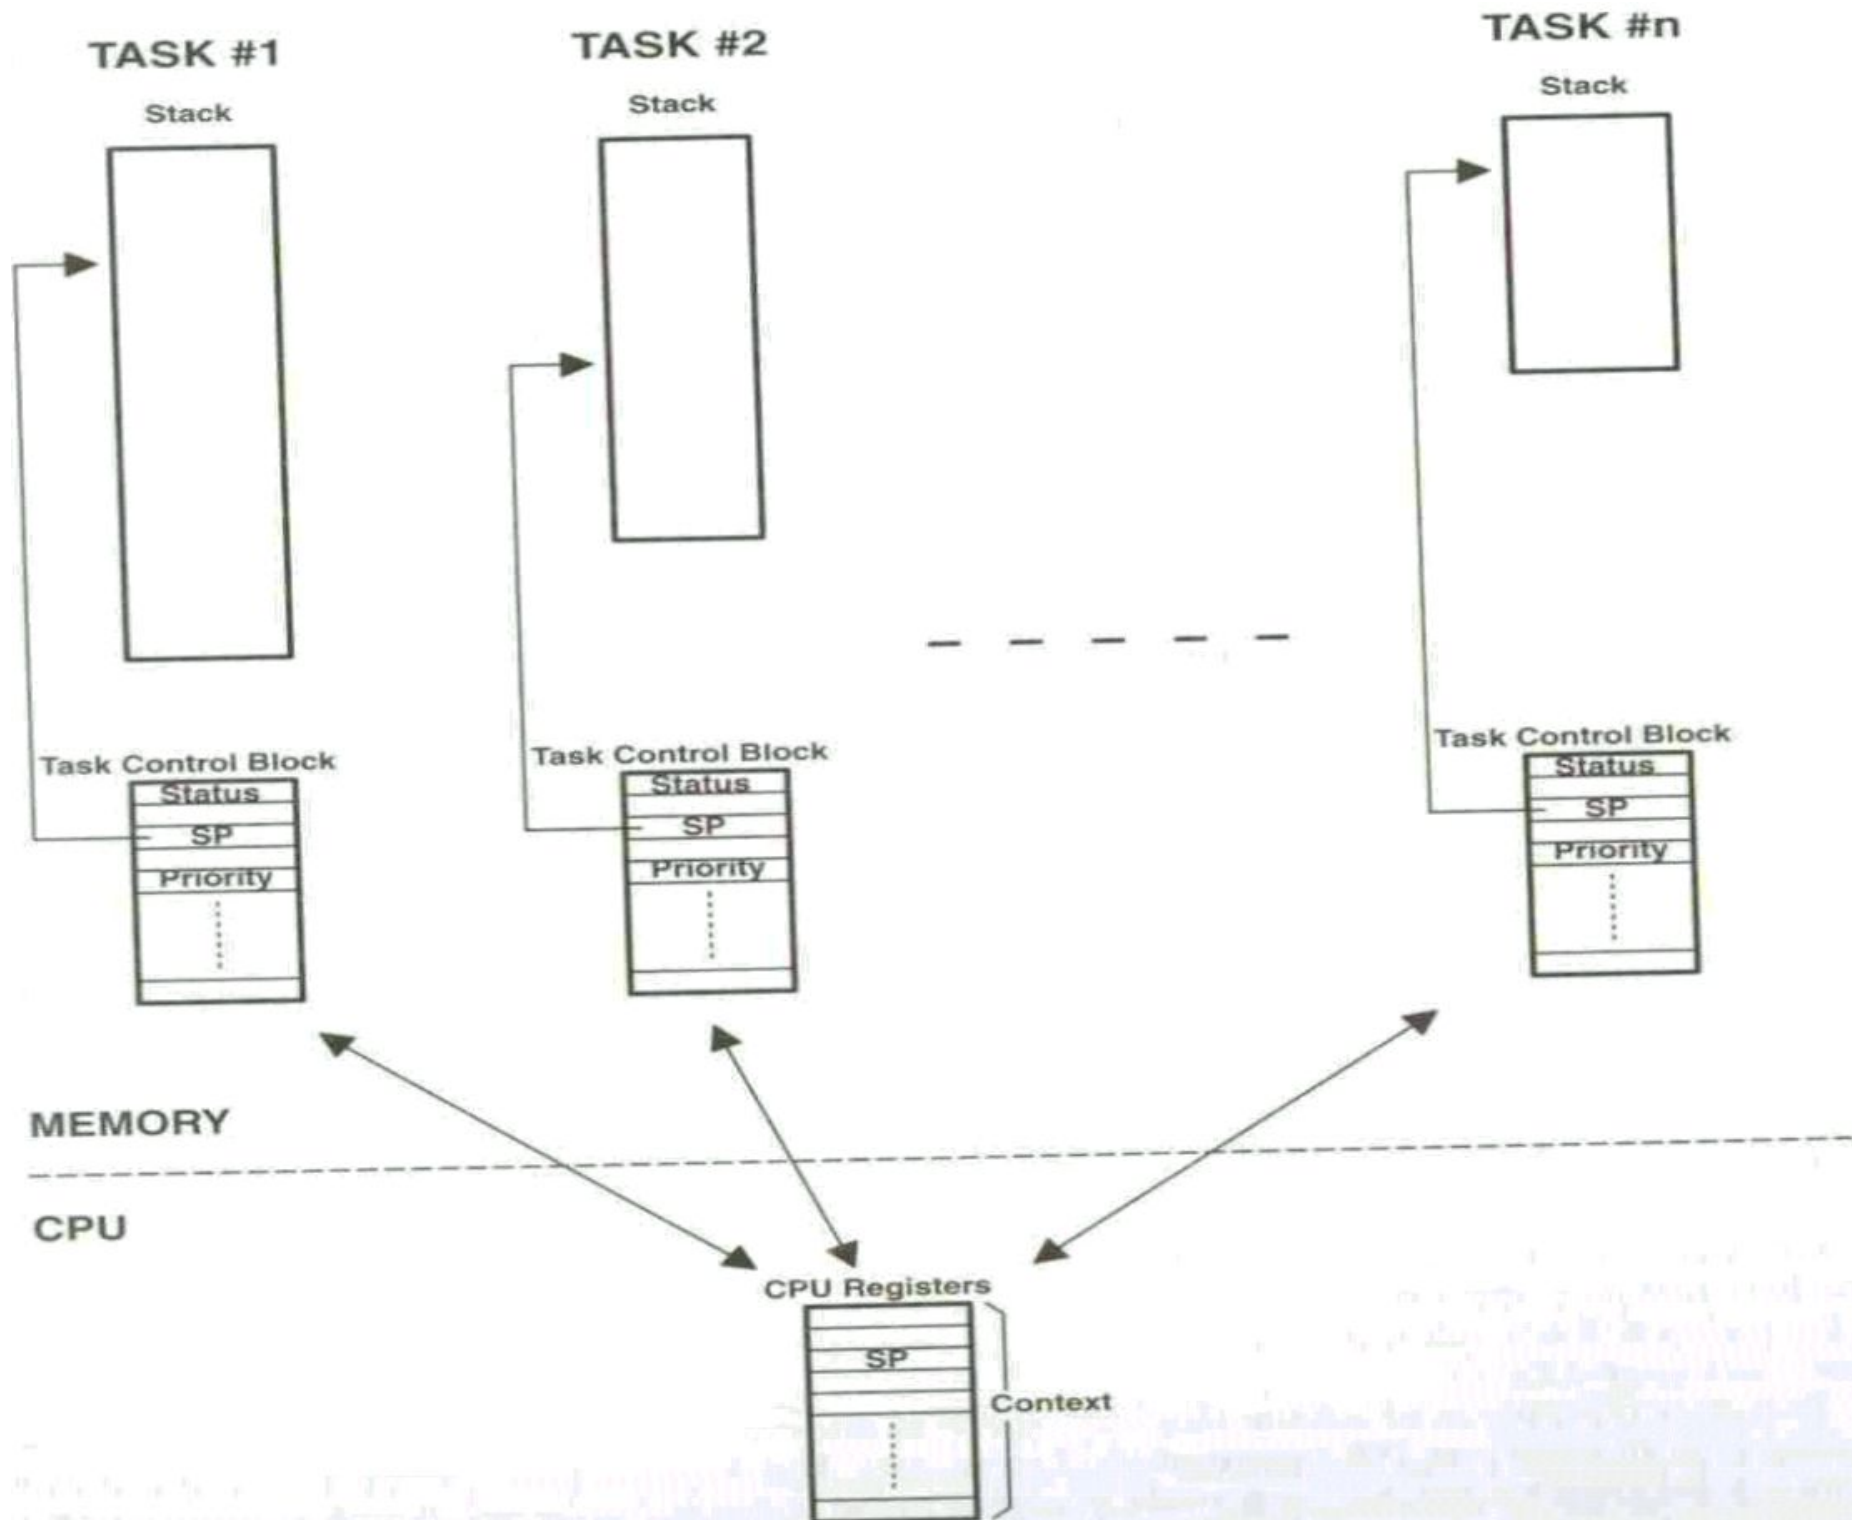 TASK #1
Stack
Task Control Block
Status
SP
Priority
TASK #2
Stack
Task Control Block
Status
SP
Priority
TASK #n
Stack
Task Control Block
Status
SP
Priority
MEMORY
CPU
CPU Registers
SP
Context